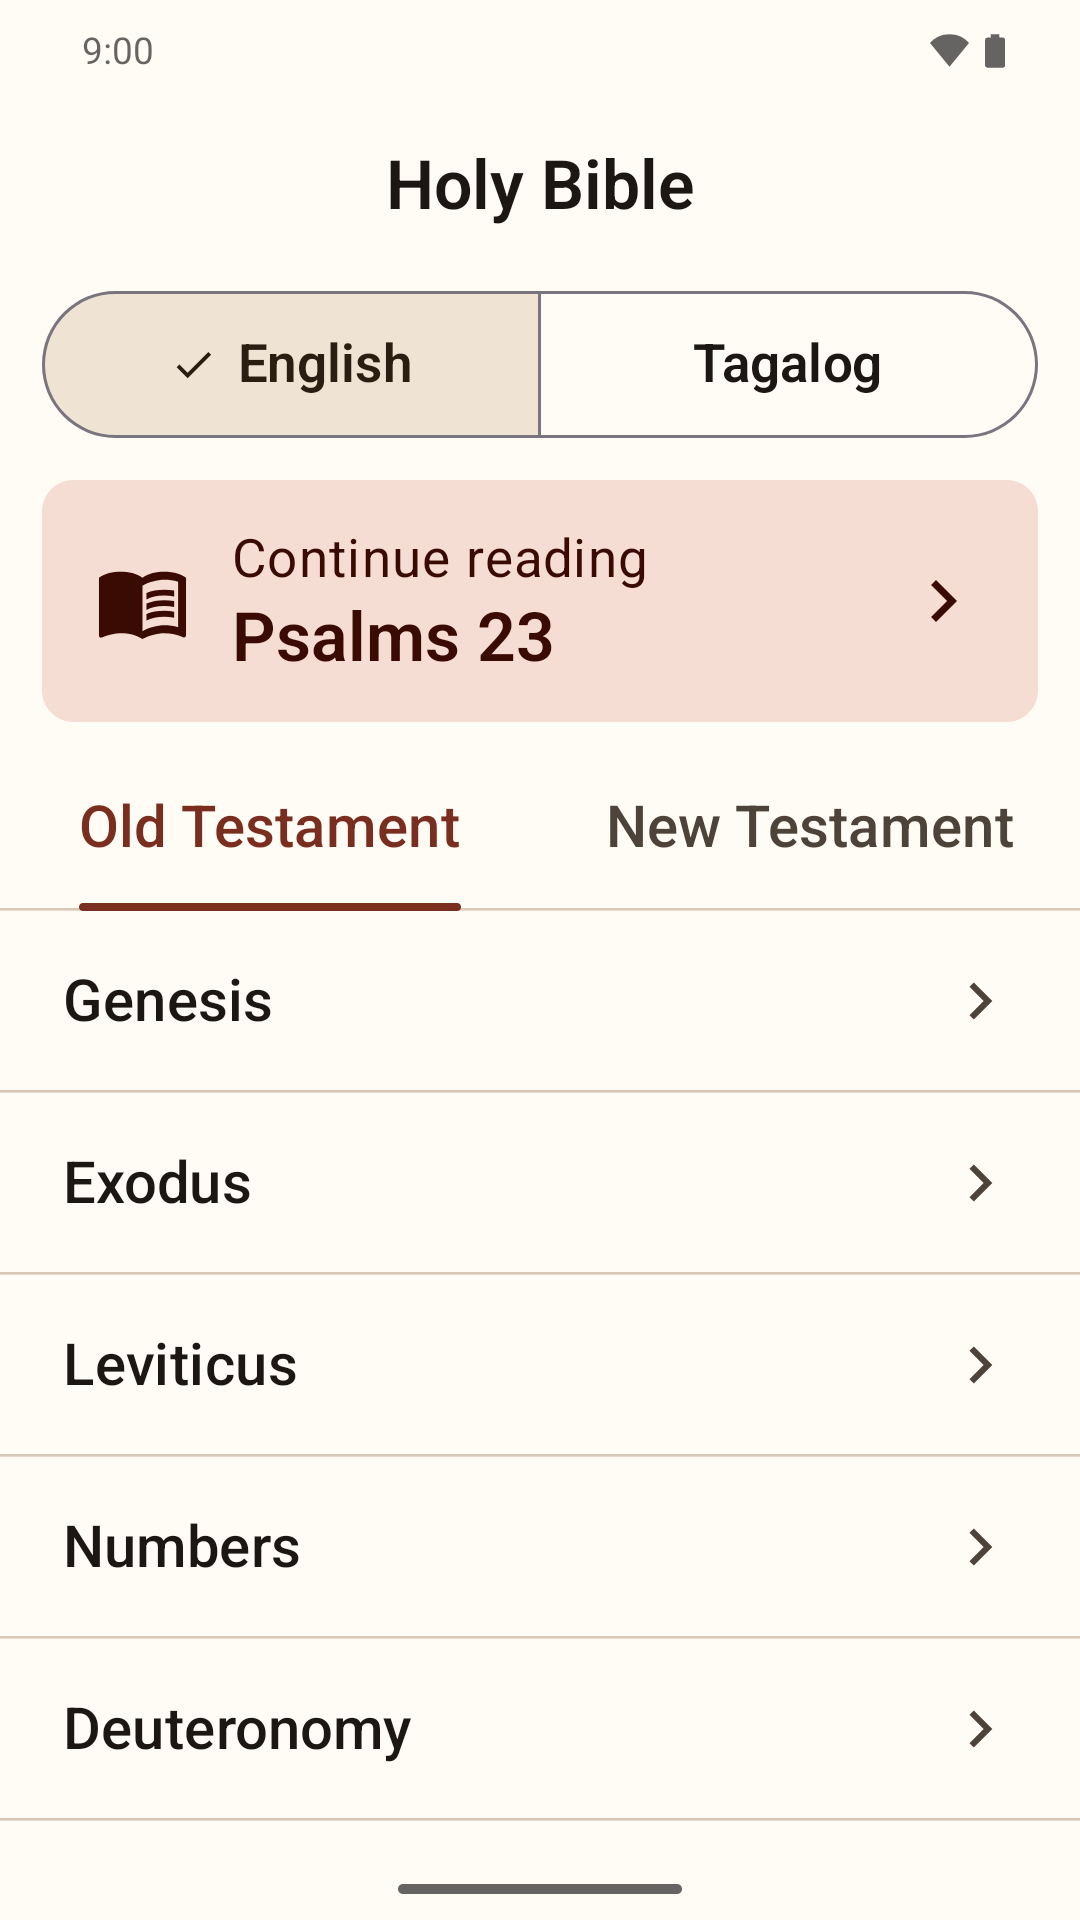 9:00
Holy Bible
English
Tagalog
Continue reading
Psalms 23
Old Testament
New Testament
Genesis
Exodus
Leviticus
Numbers
Deuteronomy